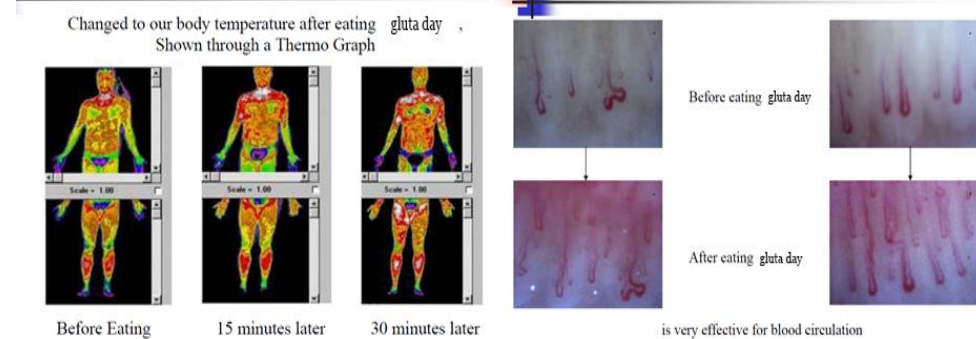 Changed to our body temperature after eating gluta day ,
Shown through a Thermo Graph
Scale = 1.00
Scale = 1.00
Scale = 1.00
Before Eating
15 minutes later
30 minutes later
Before eating gluta day
After eating gluta day
is very effective for blood circulation